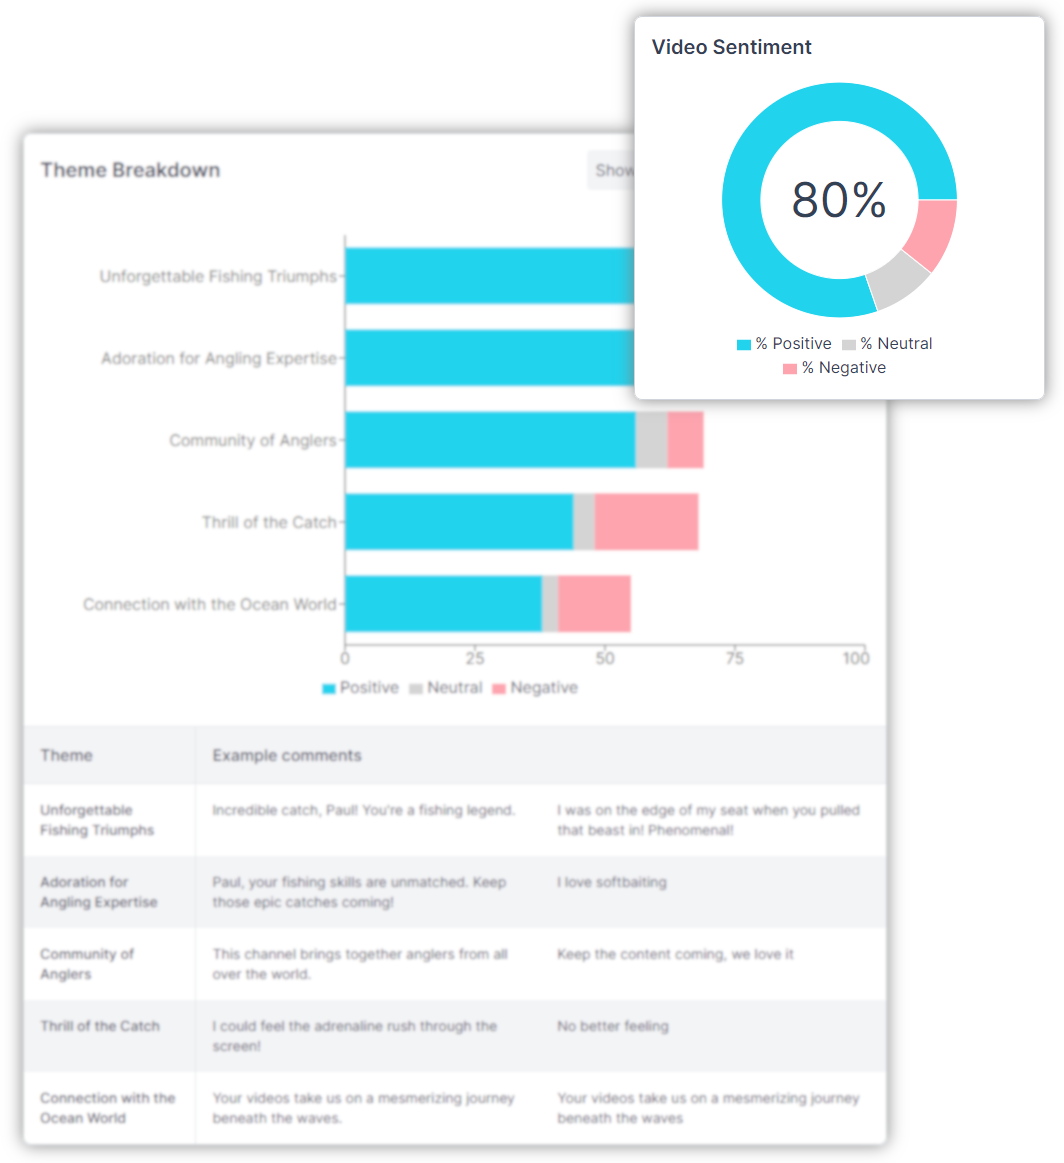 Video Sentiment
80%
% Positive % Neutral
% Negative
Theme Breakdown
Show
Unforgettable Fishing Triumphs
Adoration for Angling Expertise
Community of Anglers
Thrill of the Catch
Connection with the Ocean World
0 25 50 75 100
Positive Neutral Negative
Theme Example comments
Unforgettable
Fishing Triumphs
Incredible catch, Paul! You're a fishing legend.
I was on the edge of my seat when you pulled
that beast in! Phenomenal!
Adoration for
Angling Expertise
Paul, your fishing skills are unmatched. Keep
those epic catches coming!
I love softbaiting
Community of
Anglers
This channel brings together anglers from all
over the world.
Keep the content coming, we love it
Thrill of the Catch
I could feel the adrenaline rush through the
screen!
No better feeling
Connection with the
Ocean World
Your videos take us on a mesmerizing journey
beneath the waves.
Your videos take us on a mesmerizing journey
beneath the waves